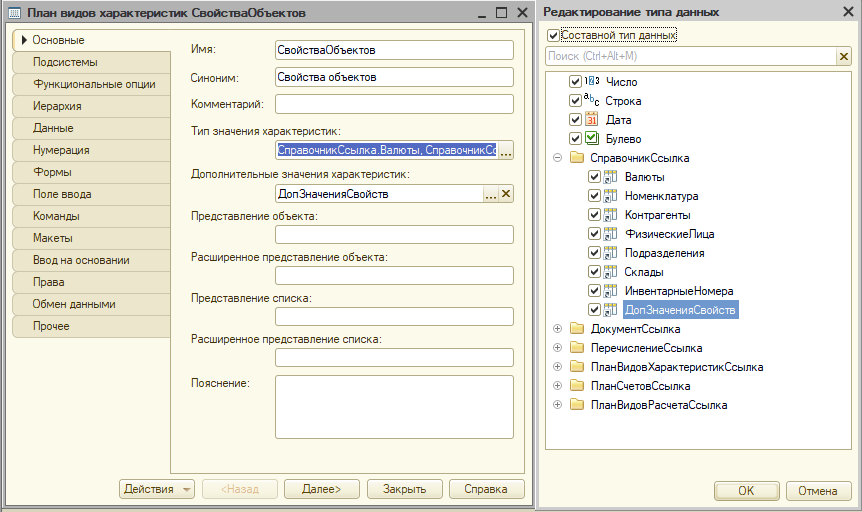 План видов характеристик СвойстваОбъектов
Основные
Подсистемы
Функциональные опции
Иерархия
Данные
Нумерация
Формы
Поле ввода
Команды
Макеты
Ввод на основании
Права
Обмен данными
Прочее
Имя:
СвойстваОбъектов
Синоним:
Свойства объектов
Комментарий:
Тип значения характеристик:
СправочникСсылка.Валюты, СправочникСс
...
Дополнительные значения характеристик:
ДопЗначенияСвойств
...
Представление объекта:
Расширенное представление объекта:
Представление списка:
Расширенное представление списка:
Пояснение:
Действия
<Назад
Далее>
Закрыть
Справка
Редактирование типа данных
Составной тип данных
Поиск (Ctrl+Alt+M)
Число
Строка
31 Дата
Булево
СправочникСсылка
Валюты
Номенклатура
Контрагенты
ФизическиеЛица
Подразделения
Склады
ИнвентарныеНомера
ДопЗначенияСвойств
ДокументСсылка
ПеречислениеСсылка
ПланВидовХарактеристикСсылка
ПланСчетовСсылка
ПланВидовРасчетаСсылка
OK
Отмена